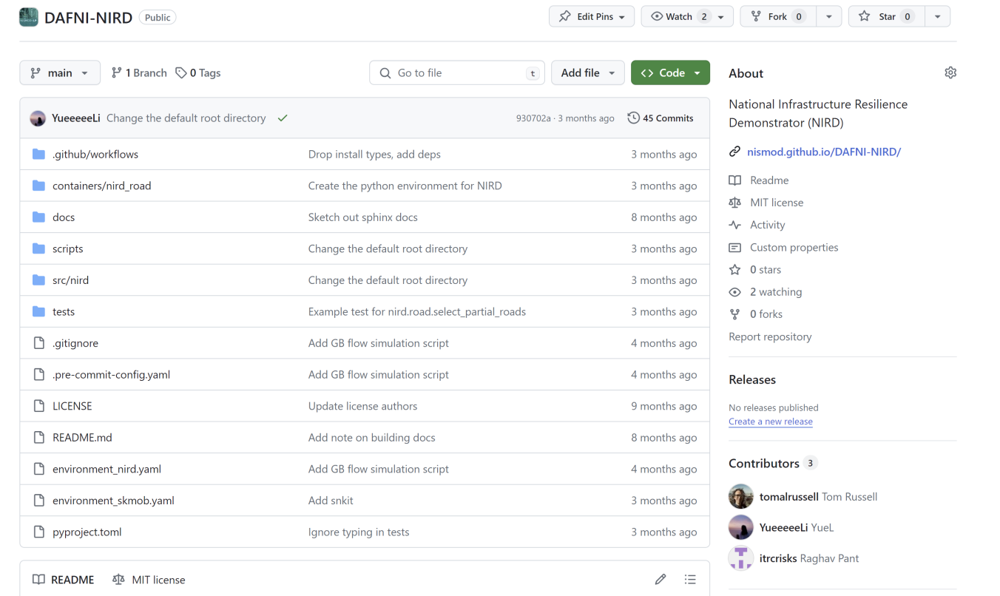 DAFNI-NIRD Public Edit Pins Watch 2 Fork 0 Star 0
main 1 Branch 0 Tags Go to file t Add file Code
YueeeeeLi Change the default root directory 930702a · 3 months ago 45 Commits
.github/workflows Drop install types, add deps 3 months ago
containers/nird_road Create the python environment for NIRD 3 months ago
docs Sketch out sphinx docs 8 months ago
scripts Change the default root directory 3 months ago
src/nird Change the default root directory 3 months ago
tests Example test for nird.road.select_partial_roads 3 months ago
.gitignore Add GB flow simulation script 4 months ago
.pre-commit-config.yaml Add GB flow simulation script 4 months ago
LICENSE Update license authors 9 months ago
README.md Add note on building docs 8 months ago
environment_nird.yaml Add GB flow simulation script 4 months ago
environment_skmob.yaml Add snkit 3 months ago
pyproject.toml Ignore typing in tests 3 months ago
README MIT license
About
National Infrastructure Resilience
Demonstrator (NIRD)
nismod.github.io/DAFNI-NIRD/
Readme
MIT license
Activity
Custom properties
0 stars
2 watching
0 forks
Report repository
Releases
No releases published
Create a new release
Contributors 3
tomalrussell Tom Russell
YueeeeeLi YueL
itrcrisks Raghav Pant